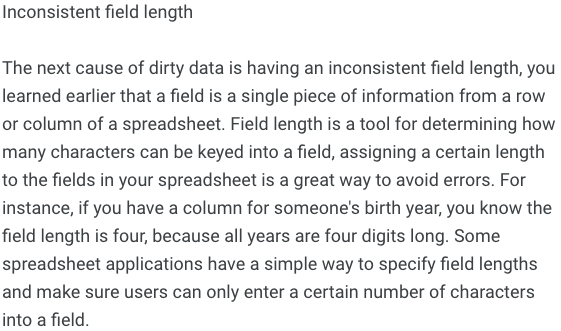 Inconsistent field length
The next cause of dirty data is having an inconsistent field length, you
learned earlier that a field is a single piece of information from a row
or column of a spreadsheet. Field length is a tool for determining how
many characters can be keyed into a field, assigning a certain length
to the fields in your spreadsheet is a great way to avoid errors. For
instance, if you have a column for someone's birth year, you know the
field length is four, because all years are four digits long. Some
spreadsheet applications have a simple way to specify field lengths
and make sure users can only enter a certain number of characters
into a field.